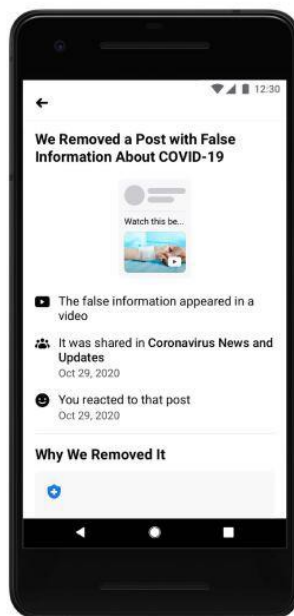 12:30
We Removed a Post with False
Information About COVID-19
Watch this be...
The false information appeared in a
video
It was shared in Coronavirus News and
Updates
Oct 29, 2020
You reacted to that post
Oct 29, 2020
Why We Removed It